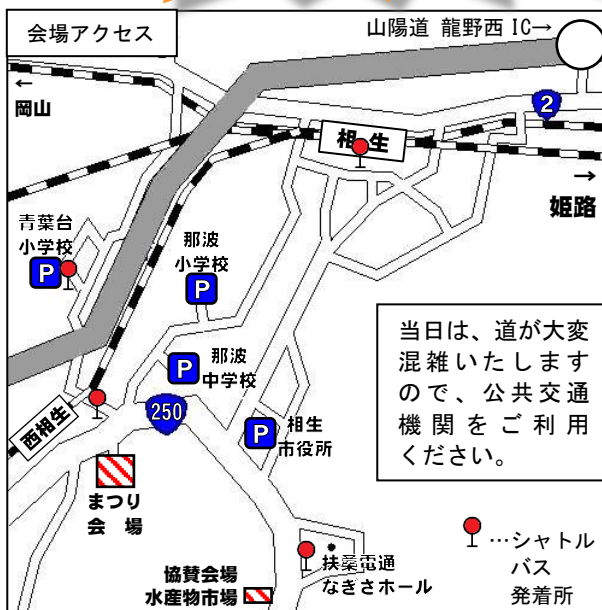 会場アクセス
山陽道 龍野西 IC→
←
岡山
2
相生
→
姫路
青葉台
小学校
P
那波
小学校
P
当日は、道が大変
混雑いたします
ので、公共交通
機関をご利用
ください。
那波
中学校
P
250
西相生
相生
市役所
P
まつり
会場
扶桑電通
なぎさホール
協賛会場
水産物市場
…シャトル
バス
発着所